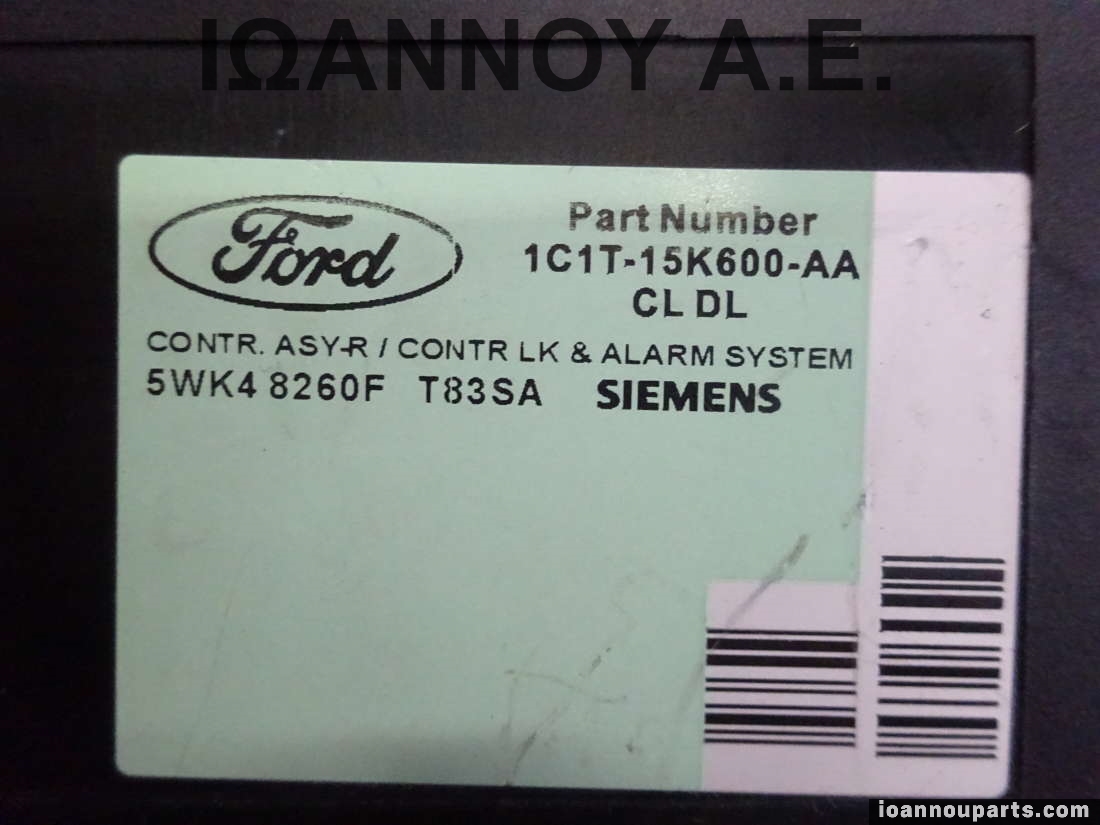 ΙΩΑΝΝΟΥ Α.Ε.
Ford
Part Number
1C1T-15K600-AA
CL DL
CONTR. ASY-R / CONTR LK & ALARM SYSTEM
5WK4 8260F T83SA SIEMENS
ioannouparts.com